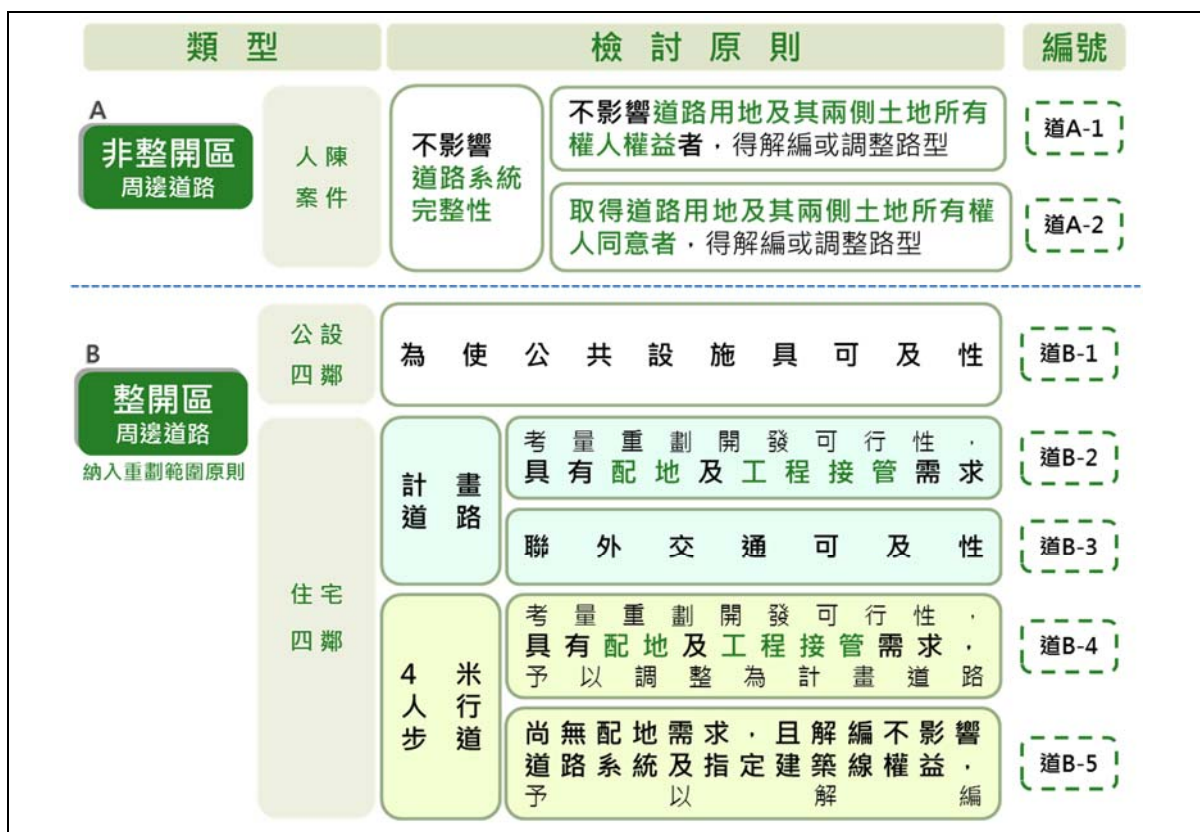 類型
檢討原則
編號
A
非整開區
周邊道路
人陳
案件
不影響
道路系統
完整性
不影響道路用地及其兩側土地所有
權人權益者，得解編或調整路型
道A-1
取得道路用地及其兩側土地所有權
人同意者，得解編或調整路型
道A-2
B
整開區
周邊道路
納入重劃範圍原則
公設
四鄰
為使公共設施具可及性
道B-1
住宅
四鄰
計畫
道路
考量重劃開發可行性，
具有配地及工程接管需求
道B-2
聯外交通可及性
道B-3
4米
人行
步道
考量重劃開發可行性，
具有配地及工程接管需求，
予以調整為計畫道路
道B-4
尚無配地需求，且解編不影響
道路系統及指定建築線權益，
予以解編
道B-5